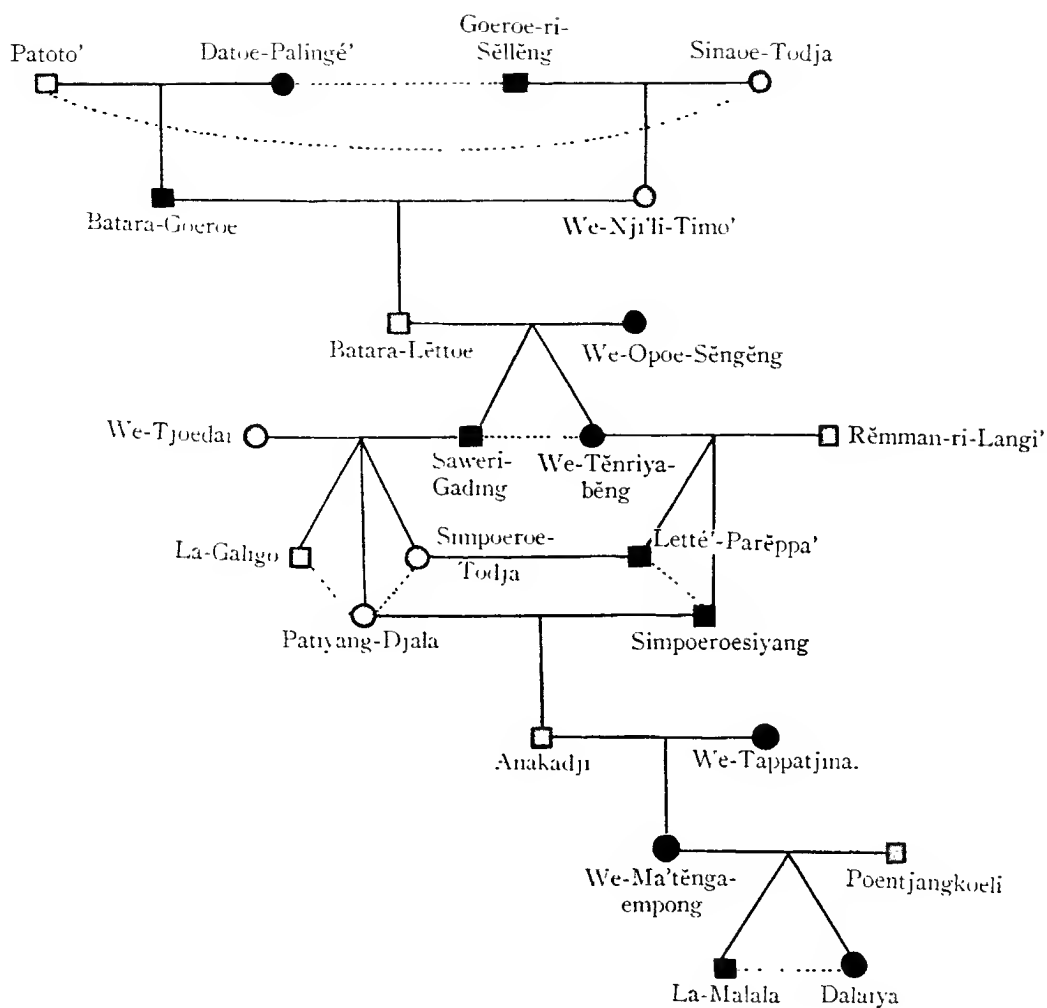 Patoto’
Datoe-Palingé’
Goeroe-ri-
Sĕllĕng
Sinaoe-Todja
Batara-Goeroe
We-Nji’li-Timo’
Batara-Lĕttoe
We-Opoe-Sĕngĕng
We-Tjoedai
Saweri-
Gading
We-Tĕnriya-
bĕng
Rĕmman-ri-Langi’
La-Galigo
Simpoeroe-
Todja
Letté’-Parĕppa’
Patiyang-Djala
Simpoeroesiyang
Anakadji
We-Tappatjina.
We-Ma’tĕnga-
empong
Poentjangkoeli
La-Malala
Dalaiya